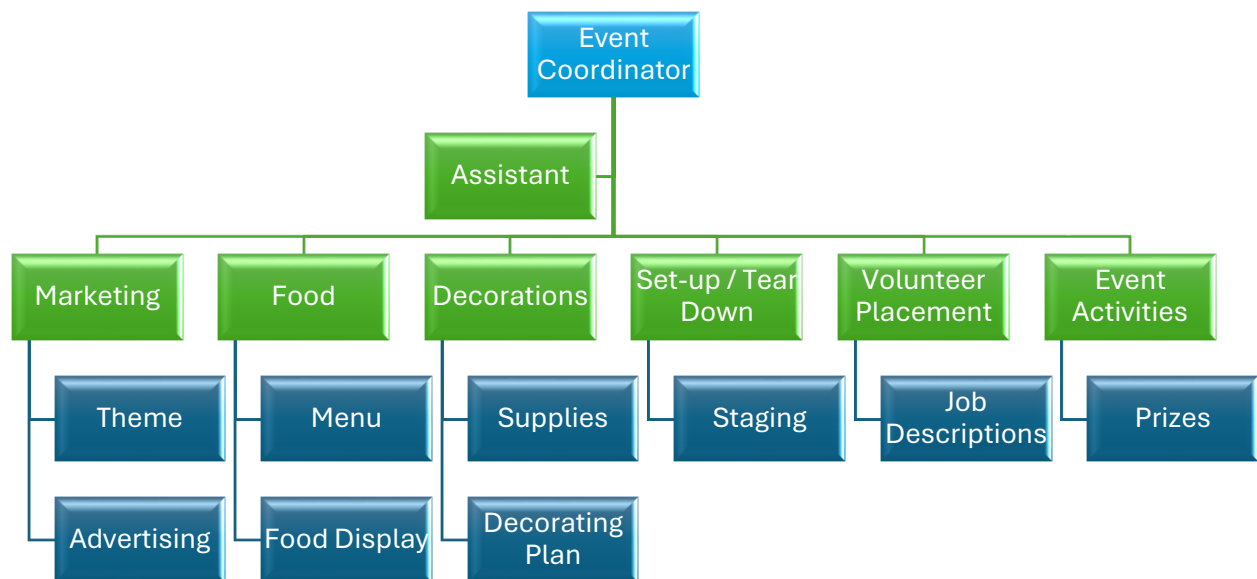 Event
Coordinator
Assistant
Marketing
Food
Decorations
Set-up / Tear
Down
Volunteer
Placement
Event
Activities
Theme
Menu
Supplies
Staging
Job
Descriptions
Prizes
Advertising
Food Display
Decorating
Plan